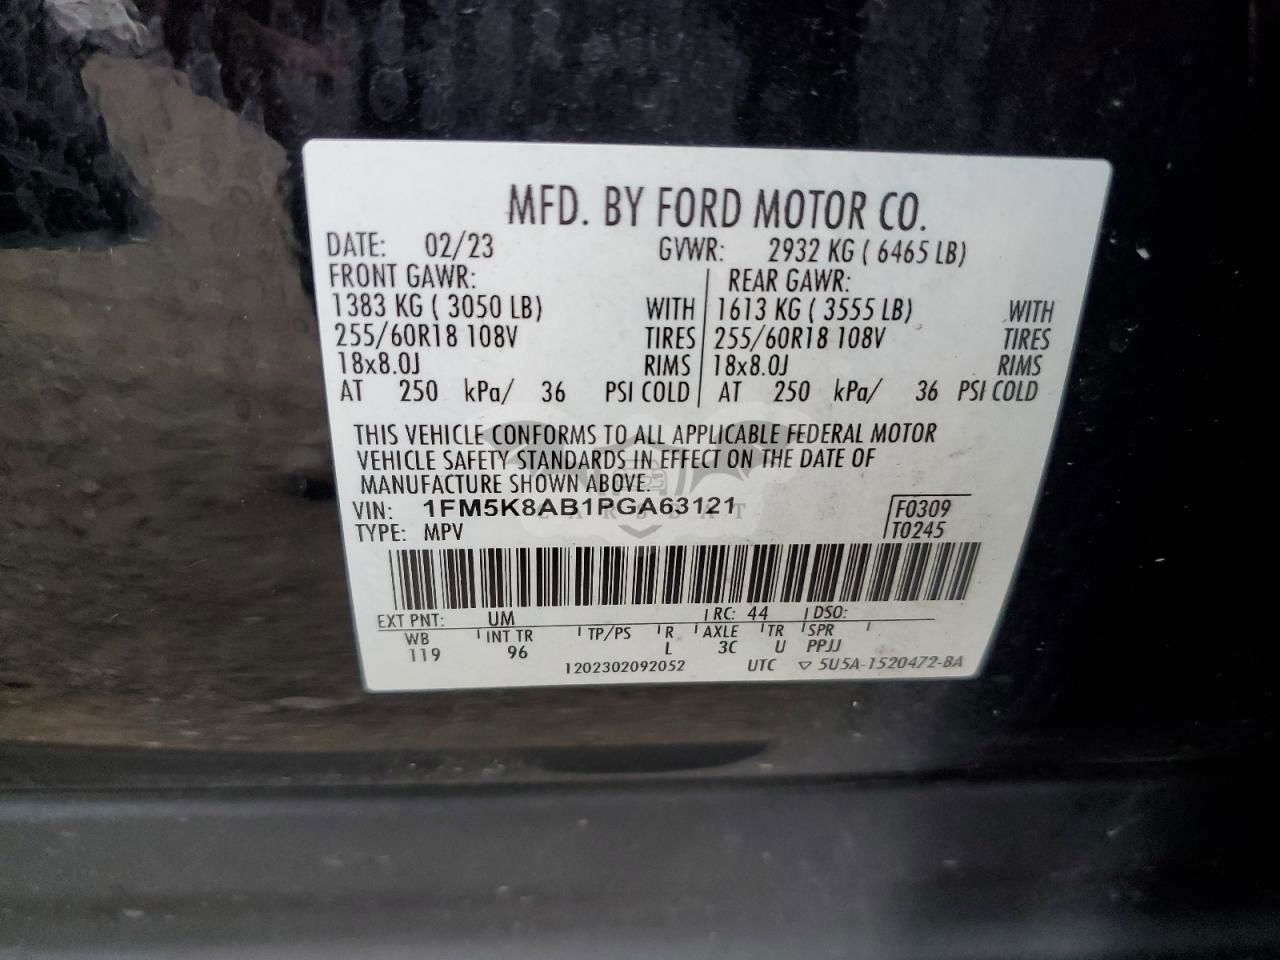 MFD. BY FORD MOTOR CO.
DATE: 02/23 GVWR: 2932 KG ( 6465 LB)
FRONT GAWR: REAR GAWR:
1383 KG ( 3050 LB) WITH 1613 KG ( 3555 LB) WITH
255/60R18 108V TIRES 255/60R18 108V TIRES
18x8.0J RIMS 18x8.0J RIMS
AT 250 kPa/ 36 PSI COLD AT 250 kPa/ 36 PSI COLD
THIS VEHICLE CONFORMS TO ALL APPLICABLE FEDERAL MOTOR
VEHICLE SAFETY STANDARDS IN EFFECT ON THE DATE OF
MANUFACTURE SHOWN ABOVE.
VIN: 1FM5K8AB1PGA63121 F0309
TYPE: MPV T0245
EXT PNT: UM RC: 44 DSO:
WB INT TR TP/PS R AXLE TR SPR
119 96 L 3C U PPJJ
1202302092052 UTC ▽ 5U5A-1520472-BA